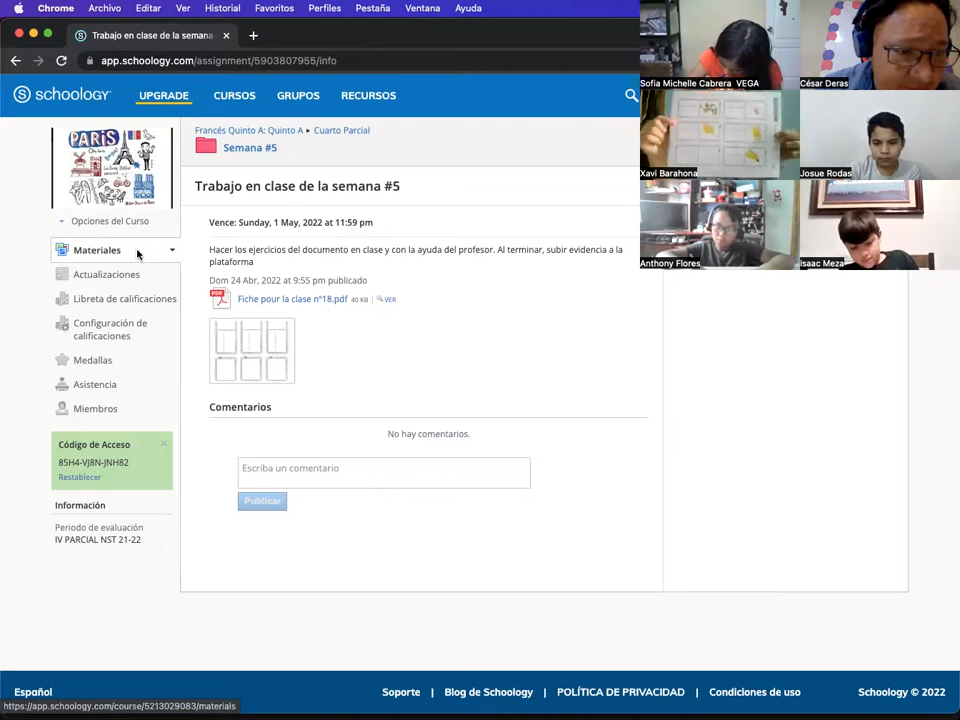 Chrome Archivo Editar Ver Historial Favoritos Perfiles Pestaña Ventana Ayuda
Trabajo en clase de la semana
app.schoology.com/assignment/5903807955/info
schoology UPGRADE CURSOS GRUPOS RECURSOS
Sofia Michelle Cabrera VEGA
César Deras
Xavi Barahona
Josue Rodas
Anthony Flores
Isaac Meza
PARIS
Opciones del Curso
Materiales
Actualizaciones
Libreta de calificaciones
Configuración de
calificaciones
Medallas
Asistencia
Miembros
Código de Acceso
85H4-VJ8N-JNH82
Restablecer
Información
Periodo de evaluación
IV PARCIAL NST 21-22
Francés Quinto A: Quinto A ▸ Cuarto Parcial
Semana #5
Trabajo en clase de la semana #5
Vence: Sunday, 1 May, 2022 at 11:59 pm
Hacer los ejercicios del documento en clase y con la ayuda del profesor. Al terminar, subir evidencia a la
plataforma
Dom 24 Abr, 2022 at 9:55 pm publicado
PDF Fiche pour la clase nº18.pdf 40 KB | VER
Comentarios
No hay comentarios.
Escriba un comentario
Publicar
Español Soporte | Blog de Schoology | POLÍTICA DE PRIVACIDAD | Condiciones de uso Schoology © 2022
https://app.schoology.com/course/5213029083/materials